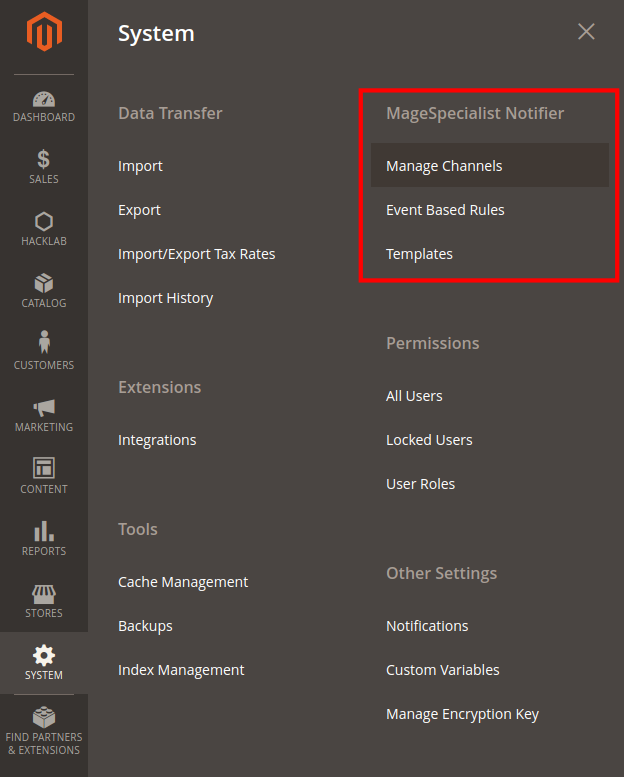 DASHBOARD
SALES
HACKLAB
CATALOG
CUSTOMERS
MARKETING
CONTENT
REPORTS
STORES
SYSTEM
FIND PARTNERS
& EXTENSIONS
System
Data Transfer
Import
Export
Import/Export Tax Rates
Import History
Extensions
Integrations
Tools
Cache Management
Backups
Index Management
MageSpecialist Notifier
Manage Channels
Event Based Rules
Templates
Permissions
All Users
Locked Users
User Roles
Other Settings
Notifications
Custom Variables
Manage Encryption Key